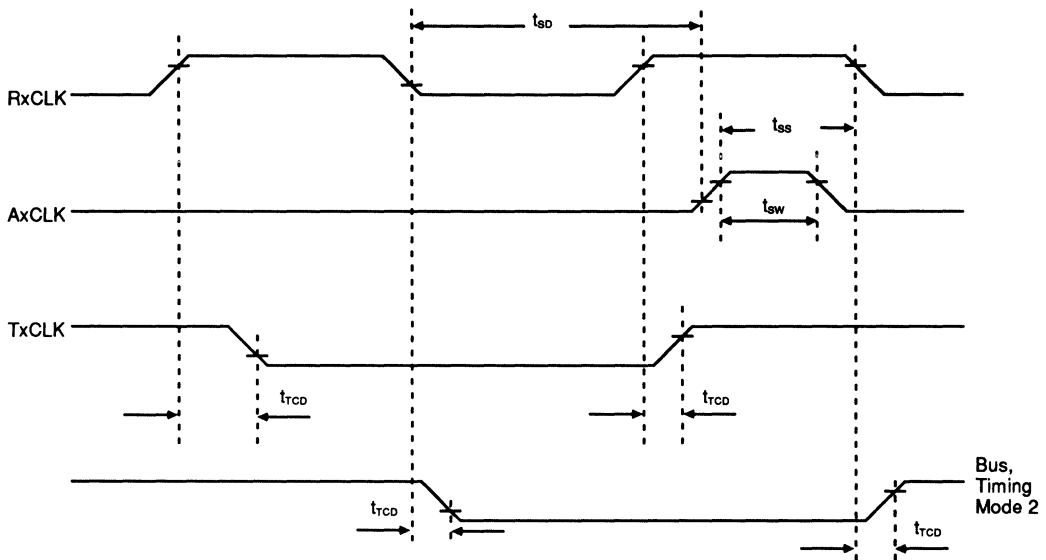 tSD
RxCLK
tSS
AxCLK
tSW
TxCLK
tTCD
tTCD
Bus,
Timing
Mode 2
tTCD
tTCD